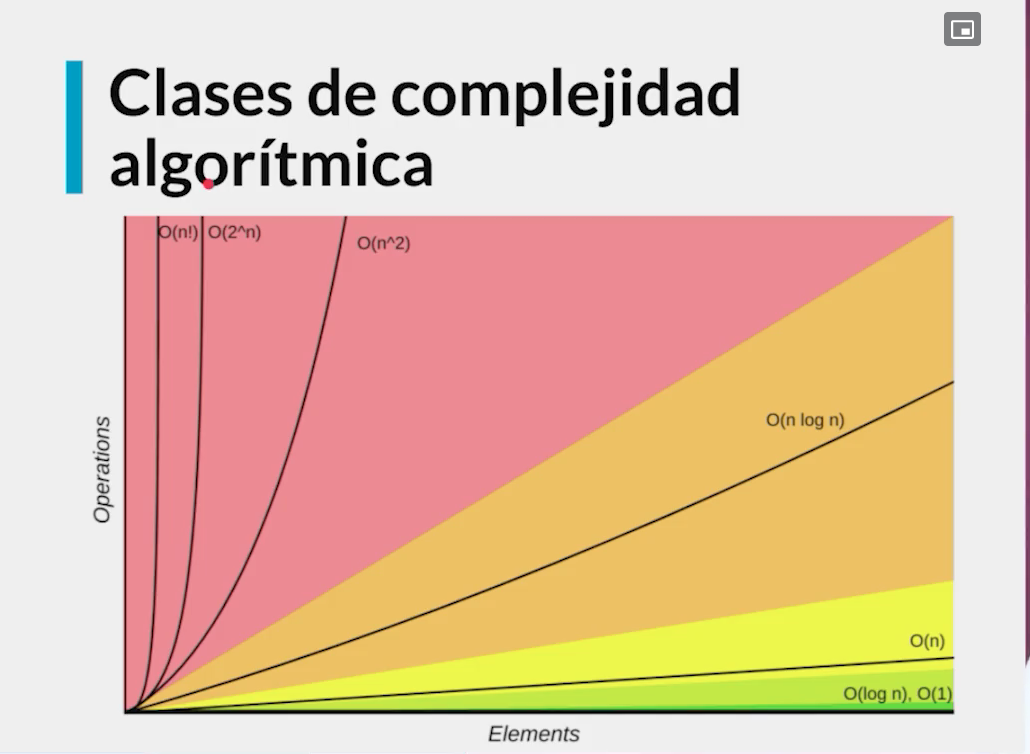 Clases de complejidad
algorítmica
O(n!) O(2^n)
O(n^2)
O(n log n)
O(n)
O(log n), O(1)
Operations
Elements